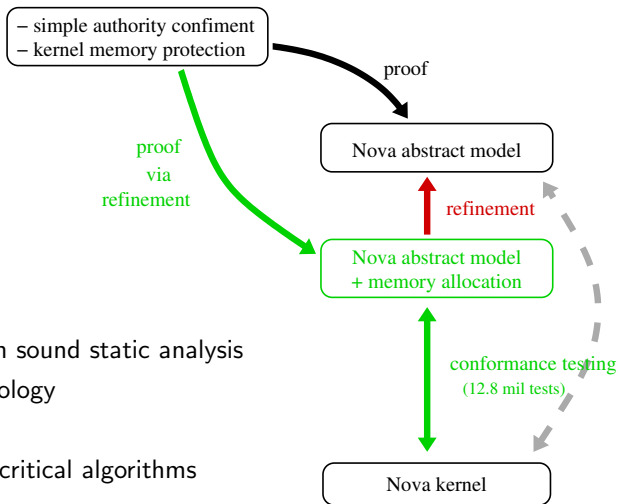 – simple authority confiment
– kernel memory protection
proof
proof
via
refinement
Nova abstract model
refinement
Nova abstract model
+ memory allocation
sound static analysis
ology
conformance testing
(12.8 mil tests)
critical algorithms
Nova kernel